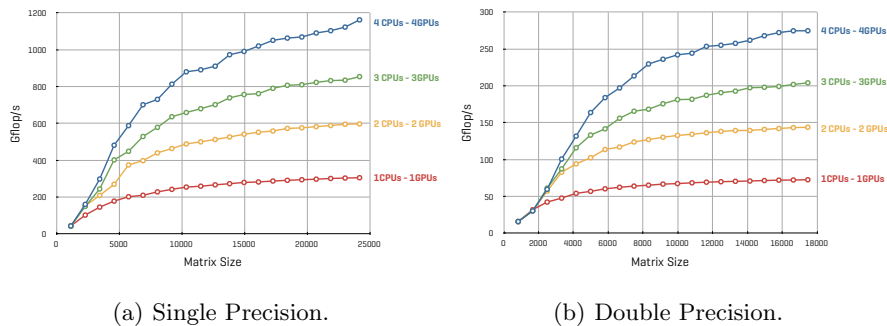 1200
1000
800
600
400
200
0
Gflop/s
0
5000
10000
15000
20000
25000
Matrix Size
4 CPUs - 4GPUs
3 CPUs - 3GPUs
2 CPUs - 2 GPUs
1CPUs - 1GPUs
(a) Single Precision.
300
250
200
150
100
50
0
Gflop/s
0
2000
4000
6000
8000
10000
12000
14000
16000
18000
Matrix Size
4 CPUs - 4GPUs
3 CPUs - 3GPUs
2 CPUs - 2 GPUs
1CPUs - 1GPUs
(b) Double Precision.